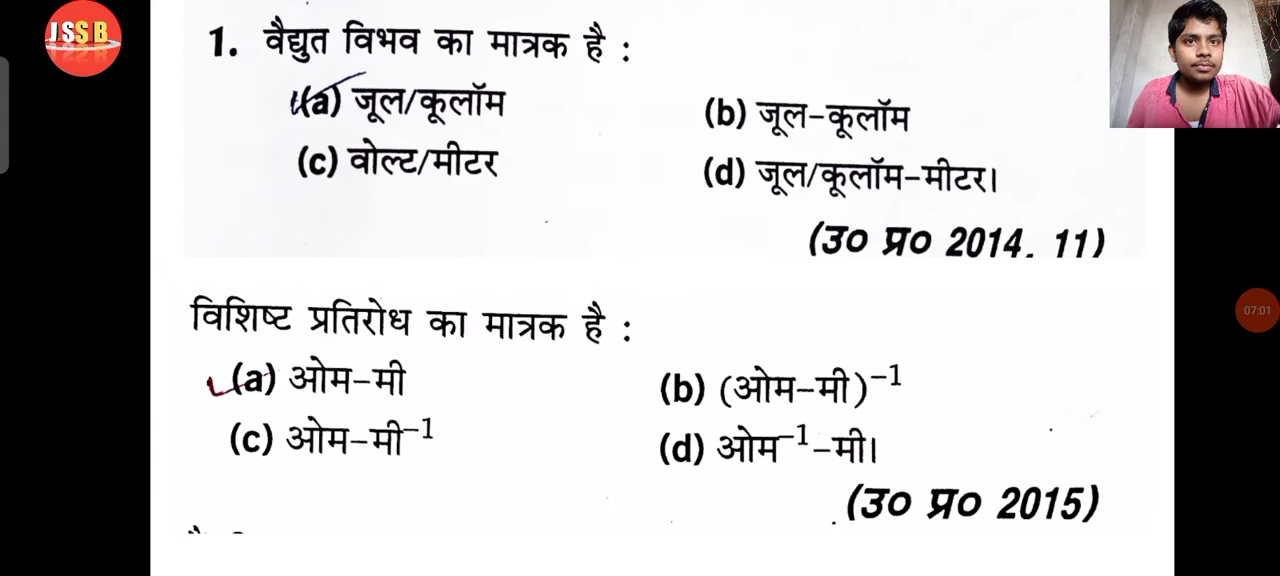 JSSB
1. वैद्युत विभव का मात्रक है :
(a) जूल/कूलॉम (b) जूल-कूलॉम
(c) वोल्ट/मीटर (d) जूल/कूलॉम-मीटर।
(उ० प्र० 2014. 11)
07:01
विशिष्ट प्रतिरोध का मात्रक है :
(a) ओम-मी (b) (ओम-मी)⁻¹
(c) ओम-मी⁻¹ (d) ओम⁻¹-मी।
(उ० प्र० 2015)